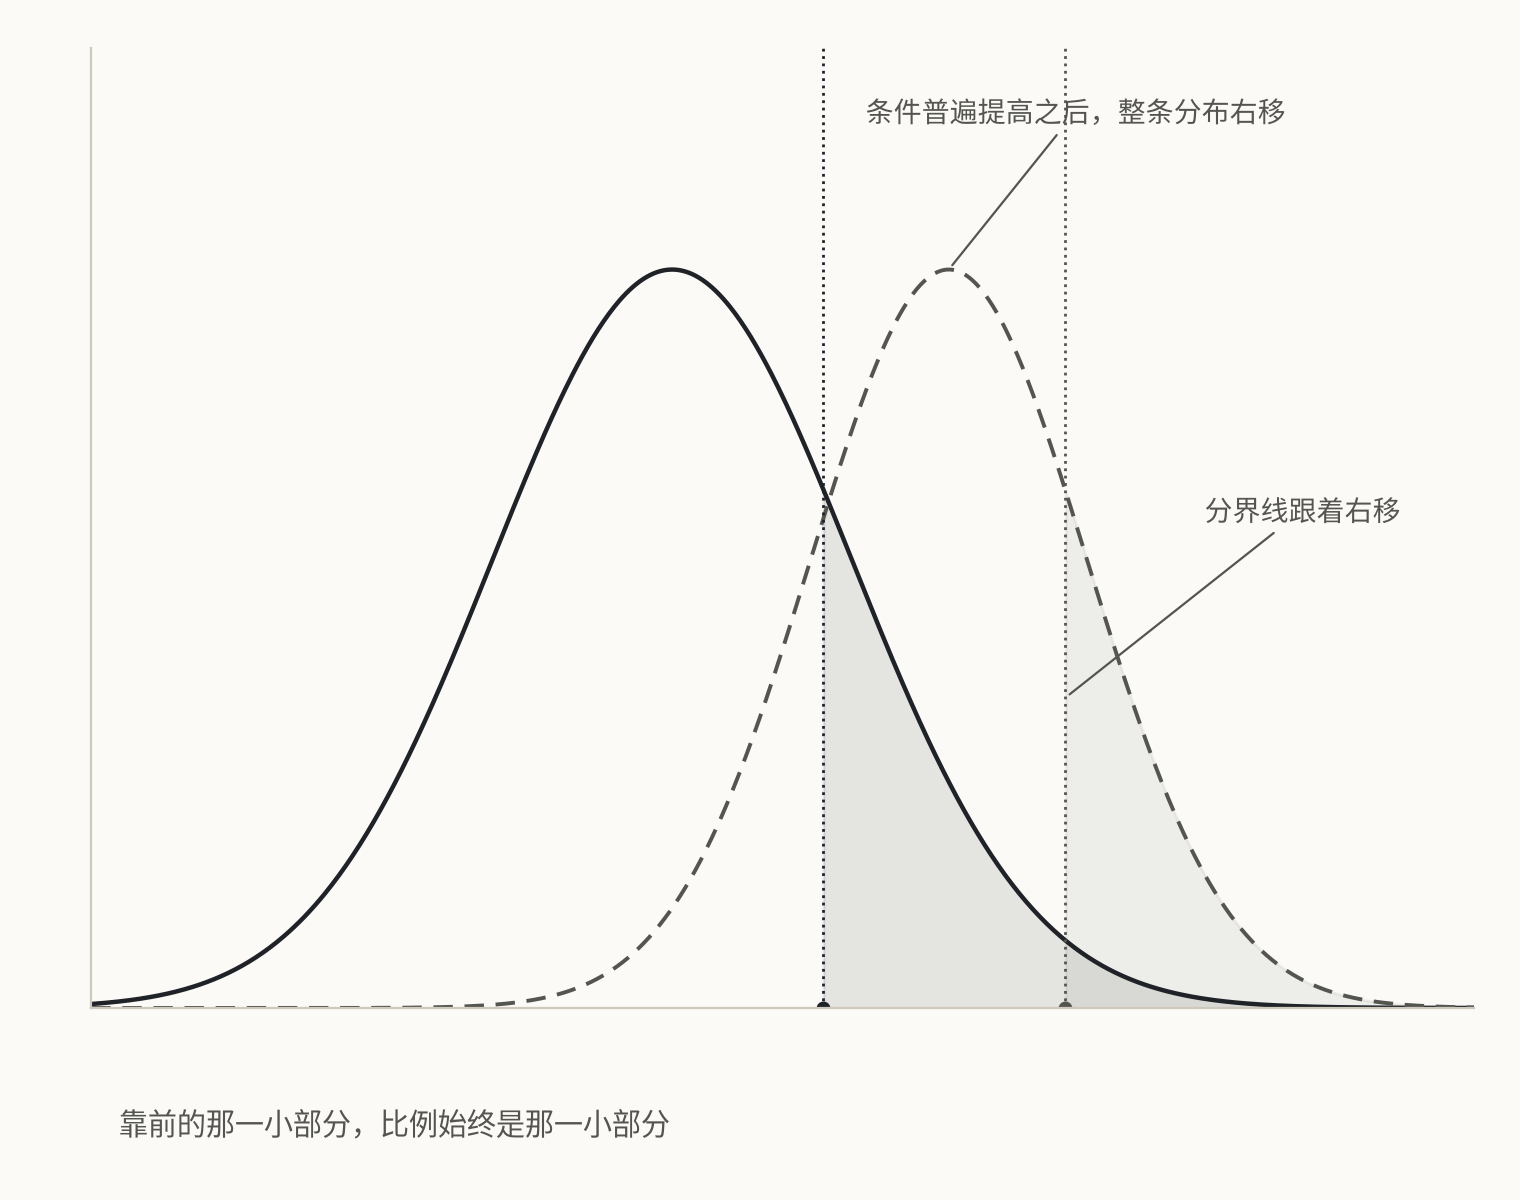 条件普遍提高之后，整条分布右移
分界线跟着右移
靠前的那一小部分，比例始终是那一小部分